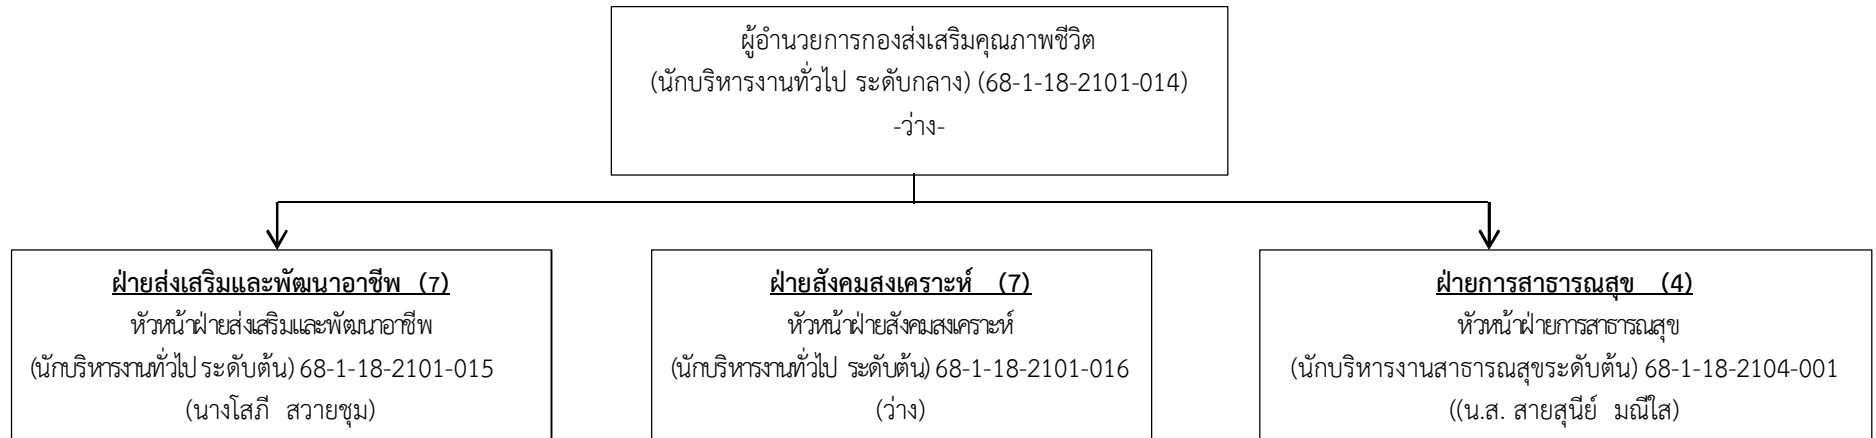 ผู้อำนวยการกองส่งเสริมคุณภาพชีวิต
(นักบริหารงานทั่วไป ระดับกลาง) (68-1-18-2101-014)
-ว่าง-
ฝ่ายส่งเสริมและพัฒนาอาชีพ (7)
หัวหน้าฝ่ายส่งเสริมและพัฒนาอาชีพ
(นักบริหารงานทั่วไป ระดับต้น) 68-1-18-2101-015
(นางโสภี สวายชุม)
ฝ่ายสังคมสงเคราะห์ (7)
หัวหน้าฝ่ายสังคมสงเคราะห์
(นักบริหารงานทั่วไป ระดับต้น) 68-1-18-2101-016
(ว่าง)
ฝ่ายการสาธารณสุข (4)
หัวหน้าฝ่ายการสาธารณสุข
(นักบริหารงานสาธารณสุขระดับต้น) 68-1-18-2104-001
((น.ส. สายสุนีย์ มณีใส)